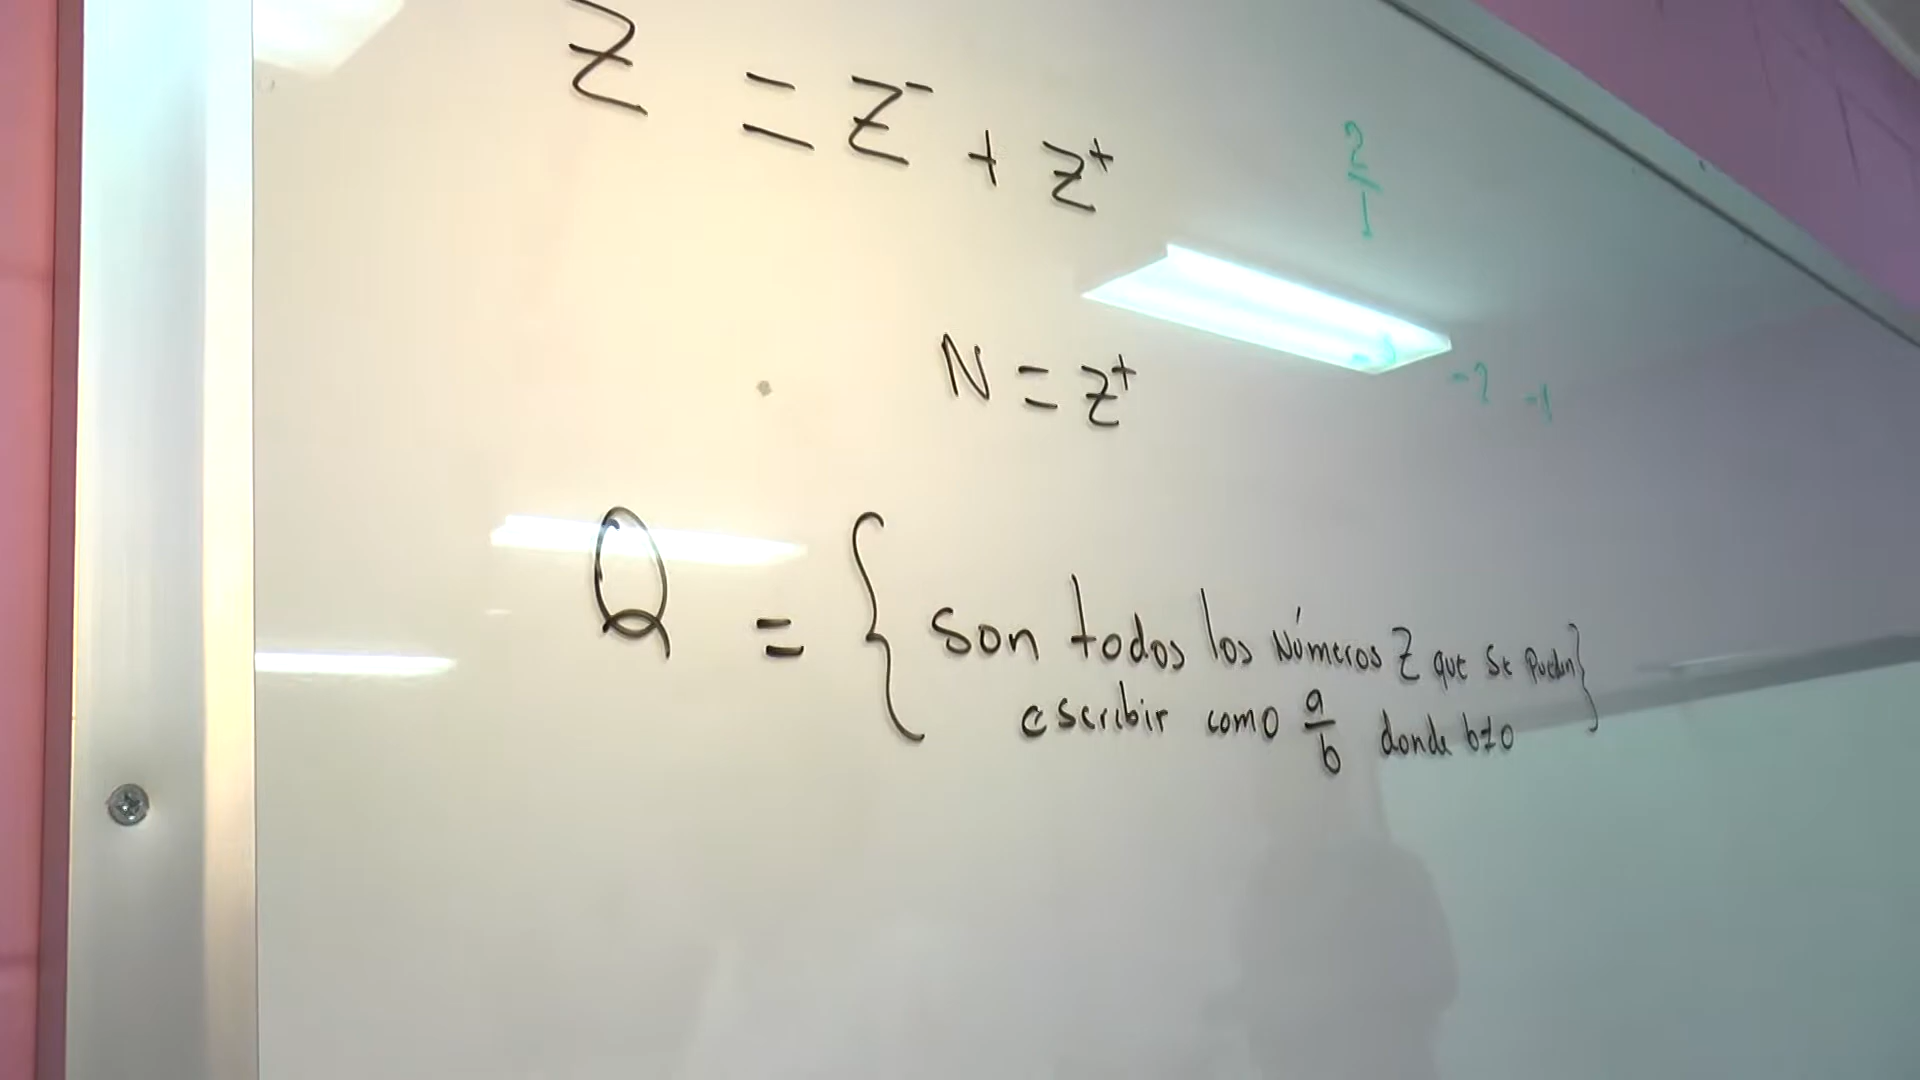 Z = Z⁻ + Z⁺
2/1
N = Z⁺
-2 -1
Q = { son todos los Números Z que se pueden }
escribir como a/b donde b≠0